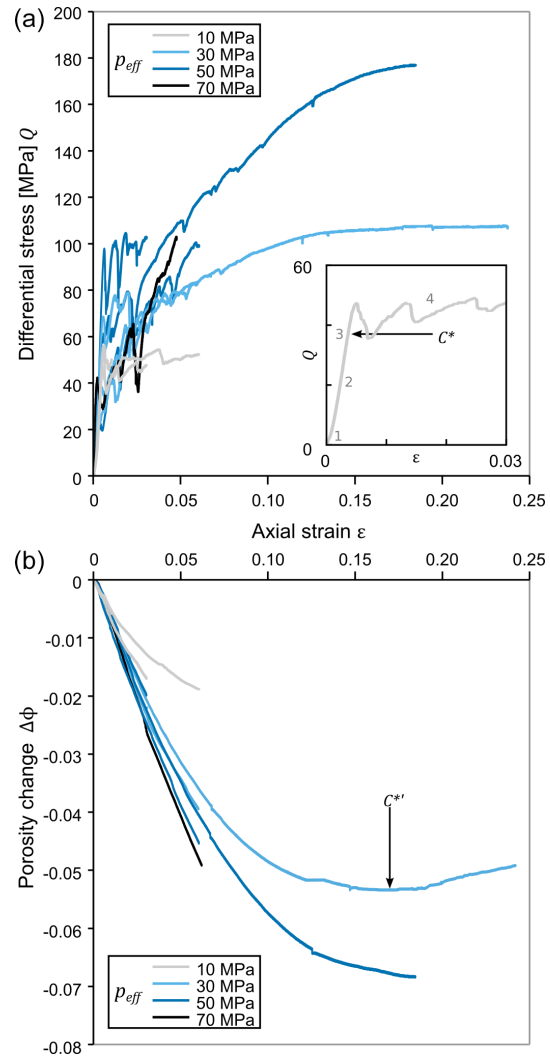 (a)
200
180
160
140
120
100
80
60
40
20
0
Differential stress [MPa] Q
p_eff
10 MPa
30 MPa
50 MPa
70 MPa
60
Q
0
1
2
3
4
C*
0
ε
0.03
0
0.05
0.10
0.15
0.20
0.25
Axial strain ε
(b)
0
0.05
0.10
0.15
0.20
0.25
0
-0.01
-0.02
-0.03
-0.04
-0.05
-0.06
-0.07
-0.08
Porosity change Δϕ
C*'
p_eff
10 MPa
30 MPa
50 MPa
70 MPa